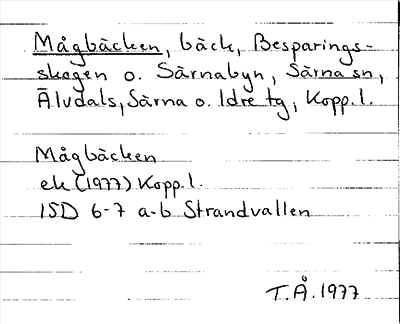 Mågbäcken, bäck, Besparings-
skogen o. Särnabyn, Särna sn,
Älvdals, Särna o. Idre tg, Kopp. l.
Mågbäcken
ek (1977) Kopp. l.
15D 6-7 a-b Strandvallen
T.Å. 1977